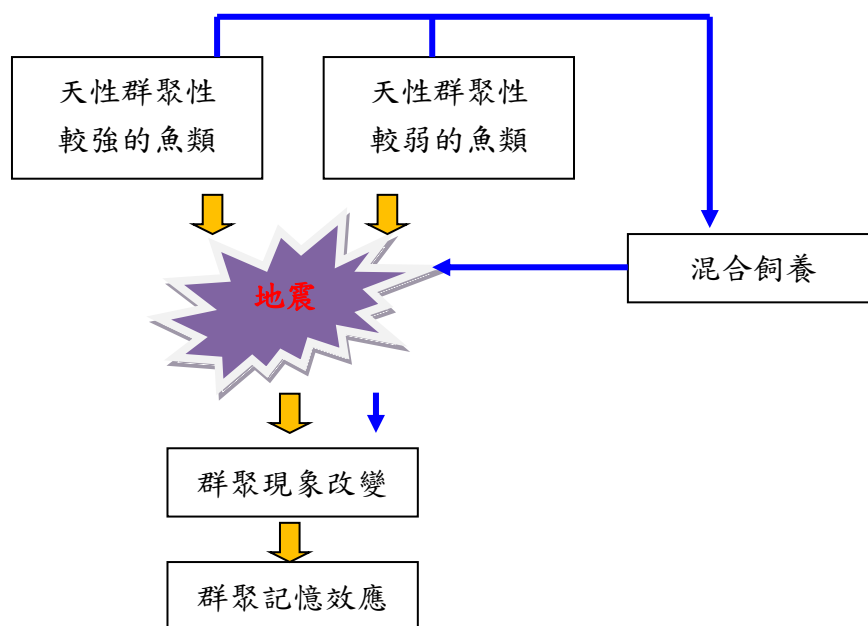 天性群聚性
較強的魚類
天性群聚性
較弱的魚類
混合飼養
地震
群聚現象改變
群聚記憶效應